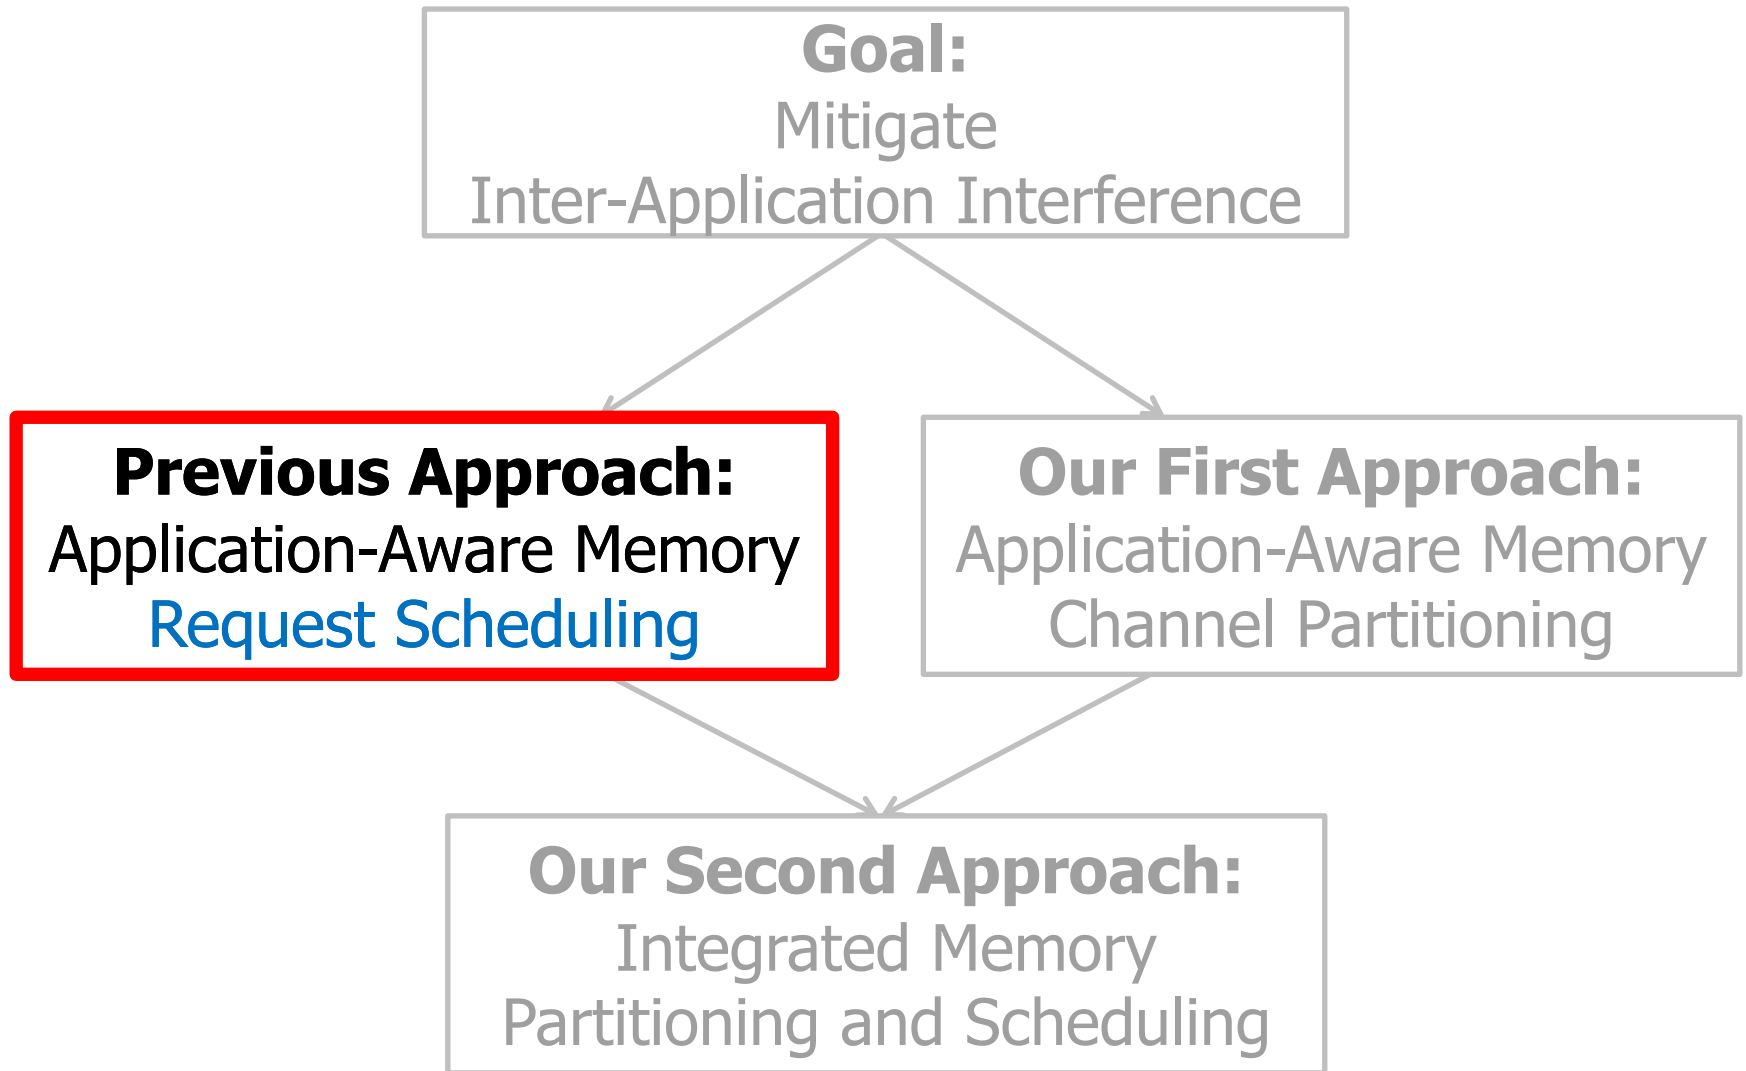 Goal:
Mitigate
Inter-Application Interference
Previous Approach:
Application-Aware Memory
Request Scheduling
Our First Approach:
Application-Aware Memory
Channel Partitioning
Our Second Approach:
Integrated Memory
Partitioning and Scheduling